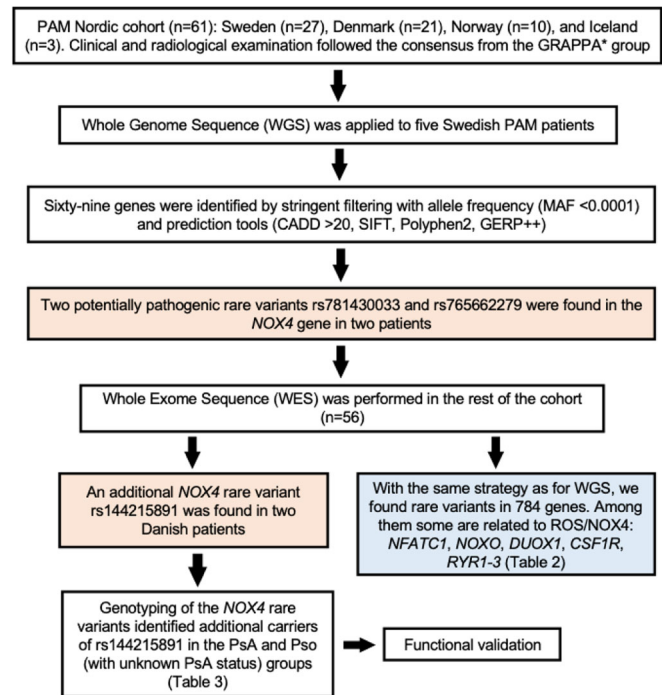 PAM Nordic cohort (n=61): Sweden (n=27), Denmark (n=21), Norway (n=10), and Iceland
(n=3). Clinical and radiological examination followed the consensus from the GRAPPA* group
Whole Genome Sequence (WGS) was applied to five Swedish PAM patients
Sixty-nine genes were identified by stringent filtering with allele frequency (MAF <0.0001)
and prediction tools (CADD >20, SIFT, Polyphen2, GERP++)
Two potentially pathogenic rare variants rs781430033 and rs765662279 were found in the
NOX4 gene in two patients
Whole Exome Sequence (WES) was performed in the rest of the cohort
(n=56)
An additional NOX4 rare variant
rs144215891 was found in two
Danish patients
With the same strategy as for WGS, we
found rare variants in 784 genes. Among
them some are related to ROS/NOX4:
NFATC1, NOXO, DUOX1, CSF1R,
RYR1-3 (Table 2)
Genotyping of the NOX4 rare
variants identified additional carriers
of rs144215891 in the PsA and Pso
(with unknown PsA status) groups
(Table 3)
Functional validation